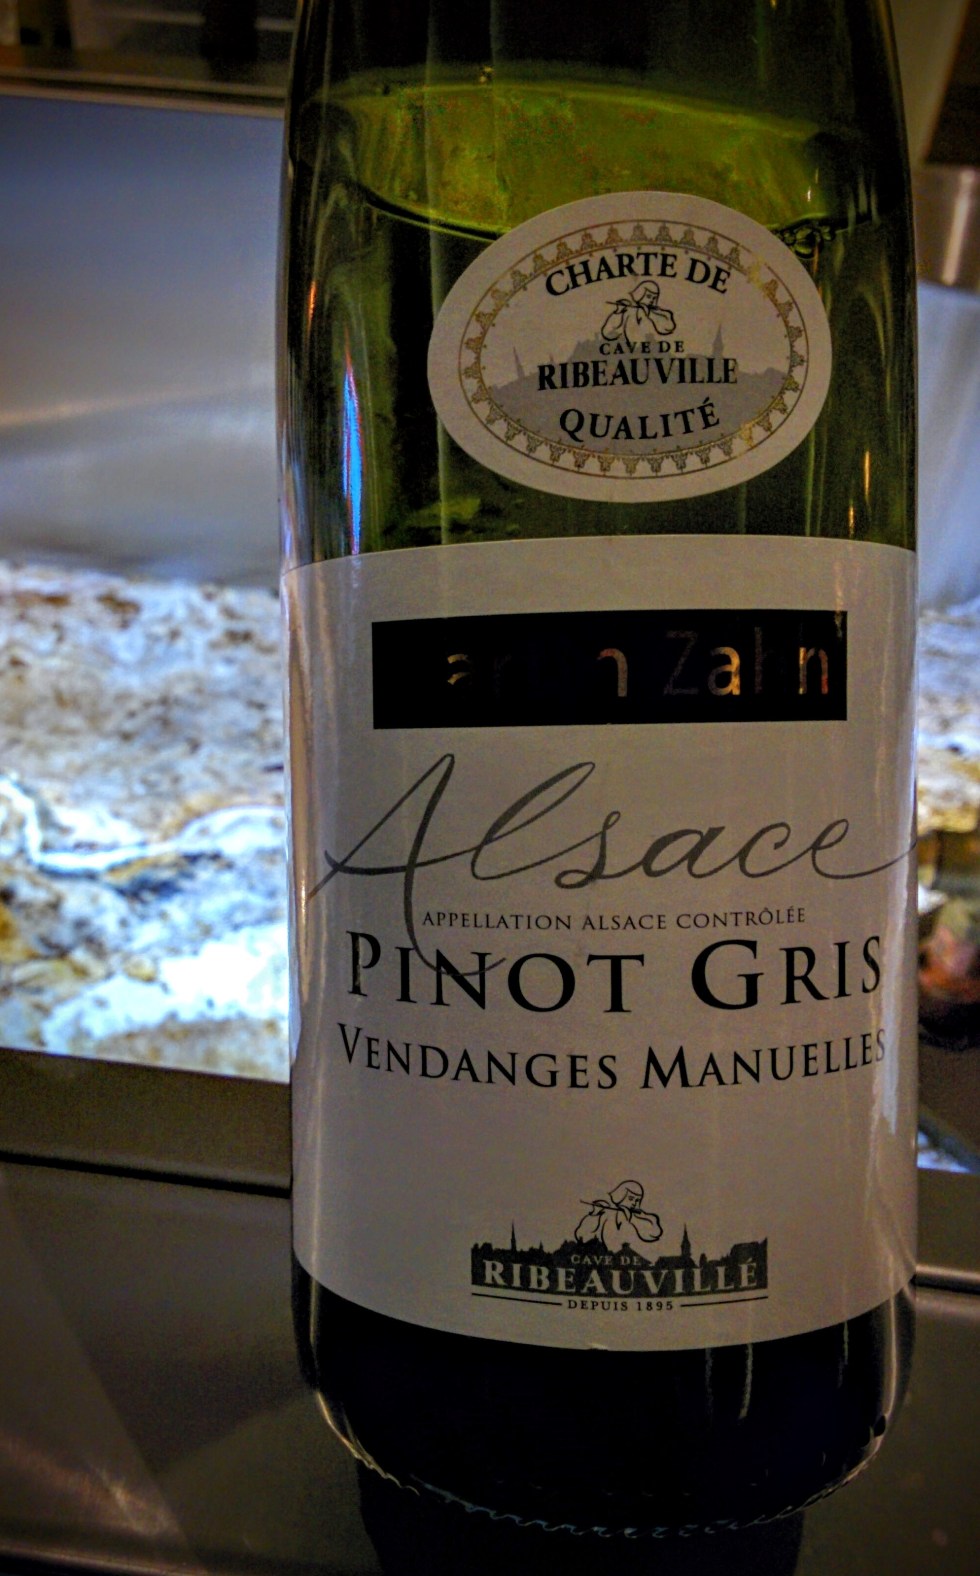 CHARTE DE
CAVE DE
RIBEAUVILLE
QUALITÉ
Zahn
Alsace
APPELLATION ALSACE CONTRÔLÉE
PINOT GRIS
VENDANGES MANUELLES
CAVE DE
RIBEAUVILLÉ
DEPUIS 1895